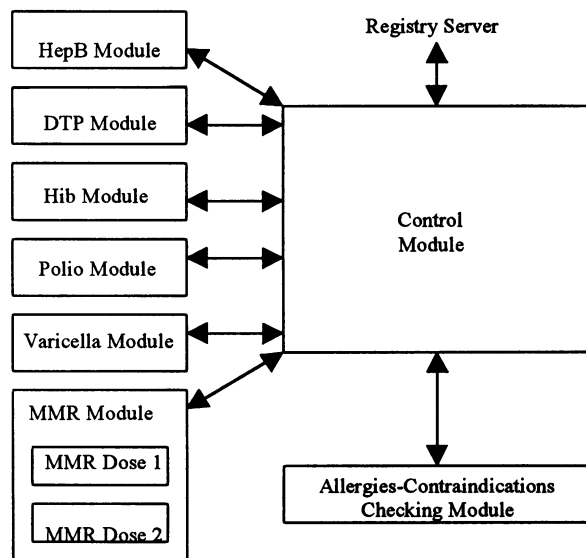 HepB Module
DTP Module
Hib Module
Polio Module
Varicella Module
MMR Module
MMR Dose 1
MMR Dose 2
Registry Server
Control
Module
Allergies-Contraindications
Checking Module